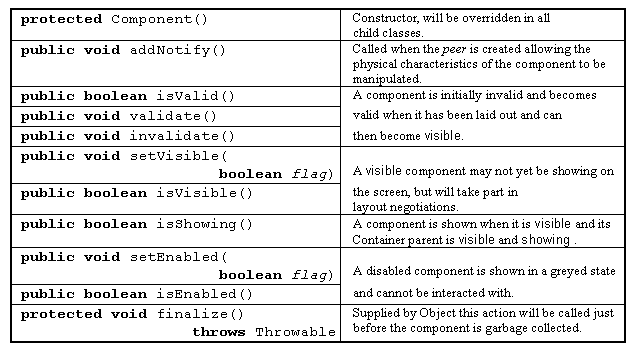 protected Component()
Constructor, will be overridden in all
child classes.
public void addNotify()
Called when the peer is created allowing the
physical characteristics of the component to be
manipulated.
public boolean isValid()
public void validate()
public void invalidate()
A component is initially invalid and becomes
valid when it has been laid out and can
then become visible.
public void setVisible(
boolean flag)
public boolean isVisible()
A visible component may not yet be showing on
the screen, but will take part in
layout negotiations.
public boolean isShowing()
A component is shown when it is visible and its
Container parent is visible and showing .
public void setEnabled(
boolean flag)
public boolean isEnabled()
A disabled component is shown in a greyed state
and cannot be interacted with.
protected void finalize()
throws Throwable
Supplied by Object this action will be called just
before the component is garbage collected.